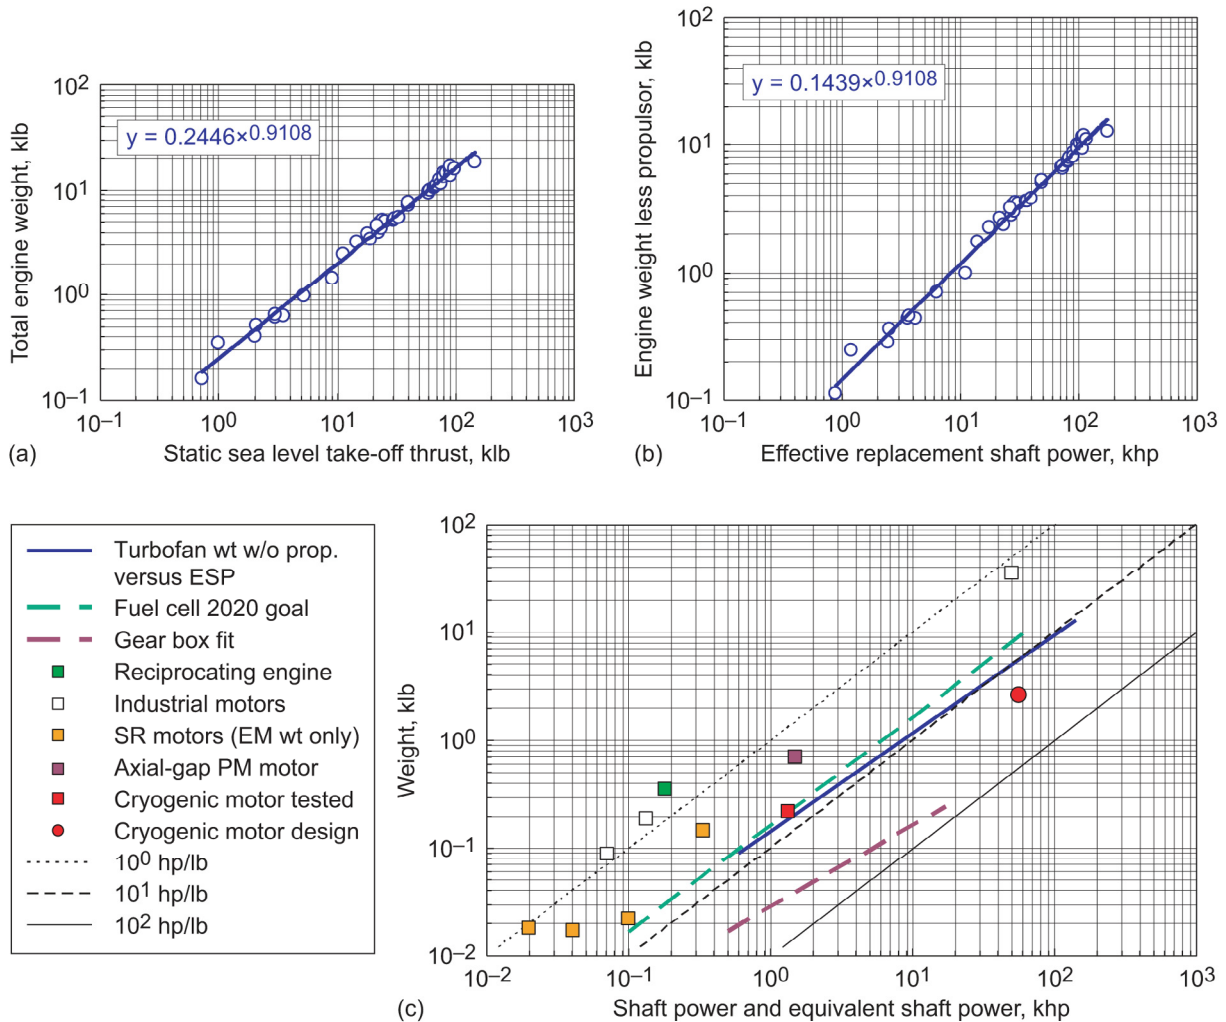 10² 
10¹
10⁰
10–1
10–1
10⁰
10¹
10²
10³
Total engine weight, klb
y = 0.2446×0.9108
(a)
Static sea level take-off thrust, klb
10²
10¹
10⁰
10–1
10–1
10⁰
10¹
10²
10³
Engine weight less propulsor, klb
y = 0.1439×0.9108
(b)
Effective replacement shaft power, khp
Turbofan wt w/o prop.
versus ESP
Fuel cell 2020 goal
Gear box fit
Reciprocating engine
Industrial motors
SR motors (EM wt only)
Axial-gap PM motor
Cryogenic motor tested
Cryogenic motor design
10⁰ hp/lb
10¹ hp/lb
10² hp/lb
10²
10¹
10⁰
10–1
10–2
10–2
10–1
10⁰
10¹
10²
10³
Weight, klb
(c)
Shaft power and equivalent shaft power, khp